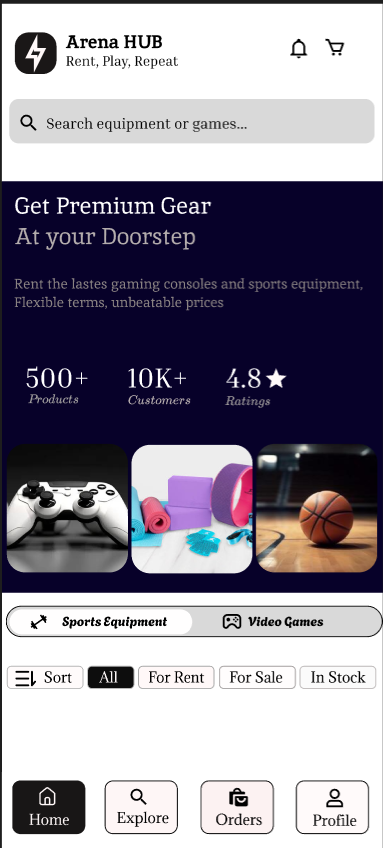 Arena HUB
Rent, Play, Repeat
Search equipment or games...
Get Premium Gear
At your Doorstep
Rent the lastes gaming consoles and sports equipment,
Flexible terms, unbeatable prices
500+ 10K+ 4.8
Products Customers Ratings
Sports Equipment Video Games
Sort All For Rent For Sale In Stock
Home Explore Orders Profile